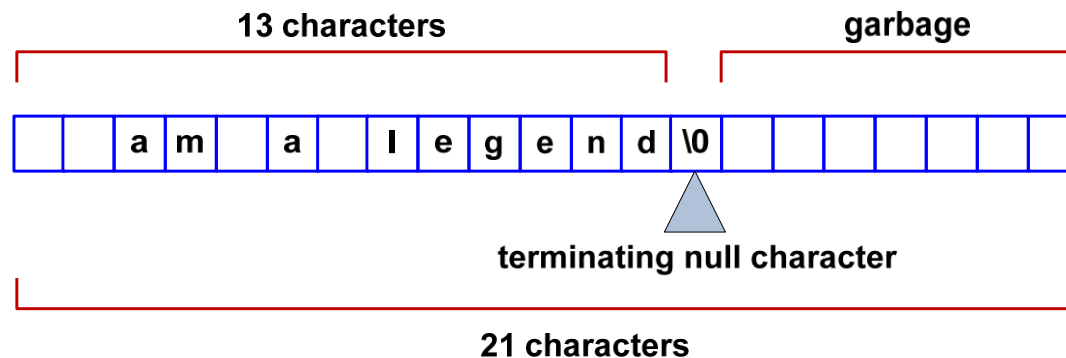 13 characters
garbage
a m a l e g e n d \0
terminating null character
21 characters